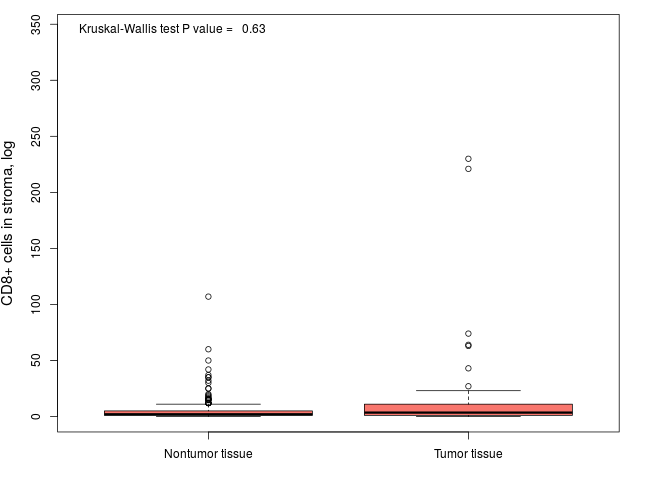 Kruskal-Wallis test P value = 0.63
CD8+ cells in stroma, log
350
300
250
200
150
100
50
0
Nontumor tissue
Tumor tissue